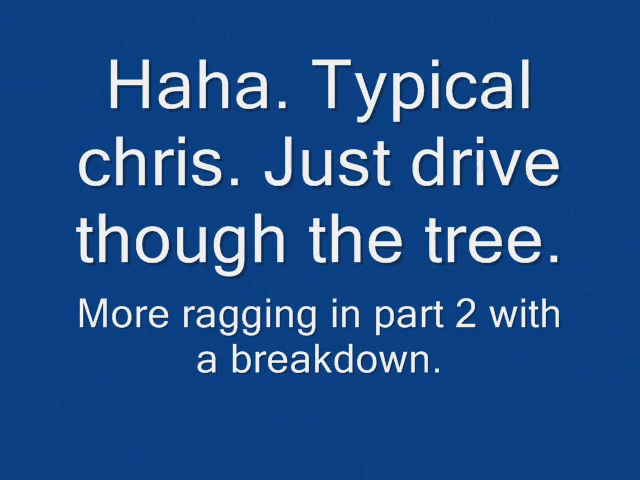 Haha. Typical
chris. Just drive
though the tree.
More ragging in part 2 with
a breakdown.